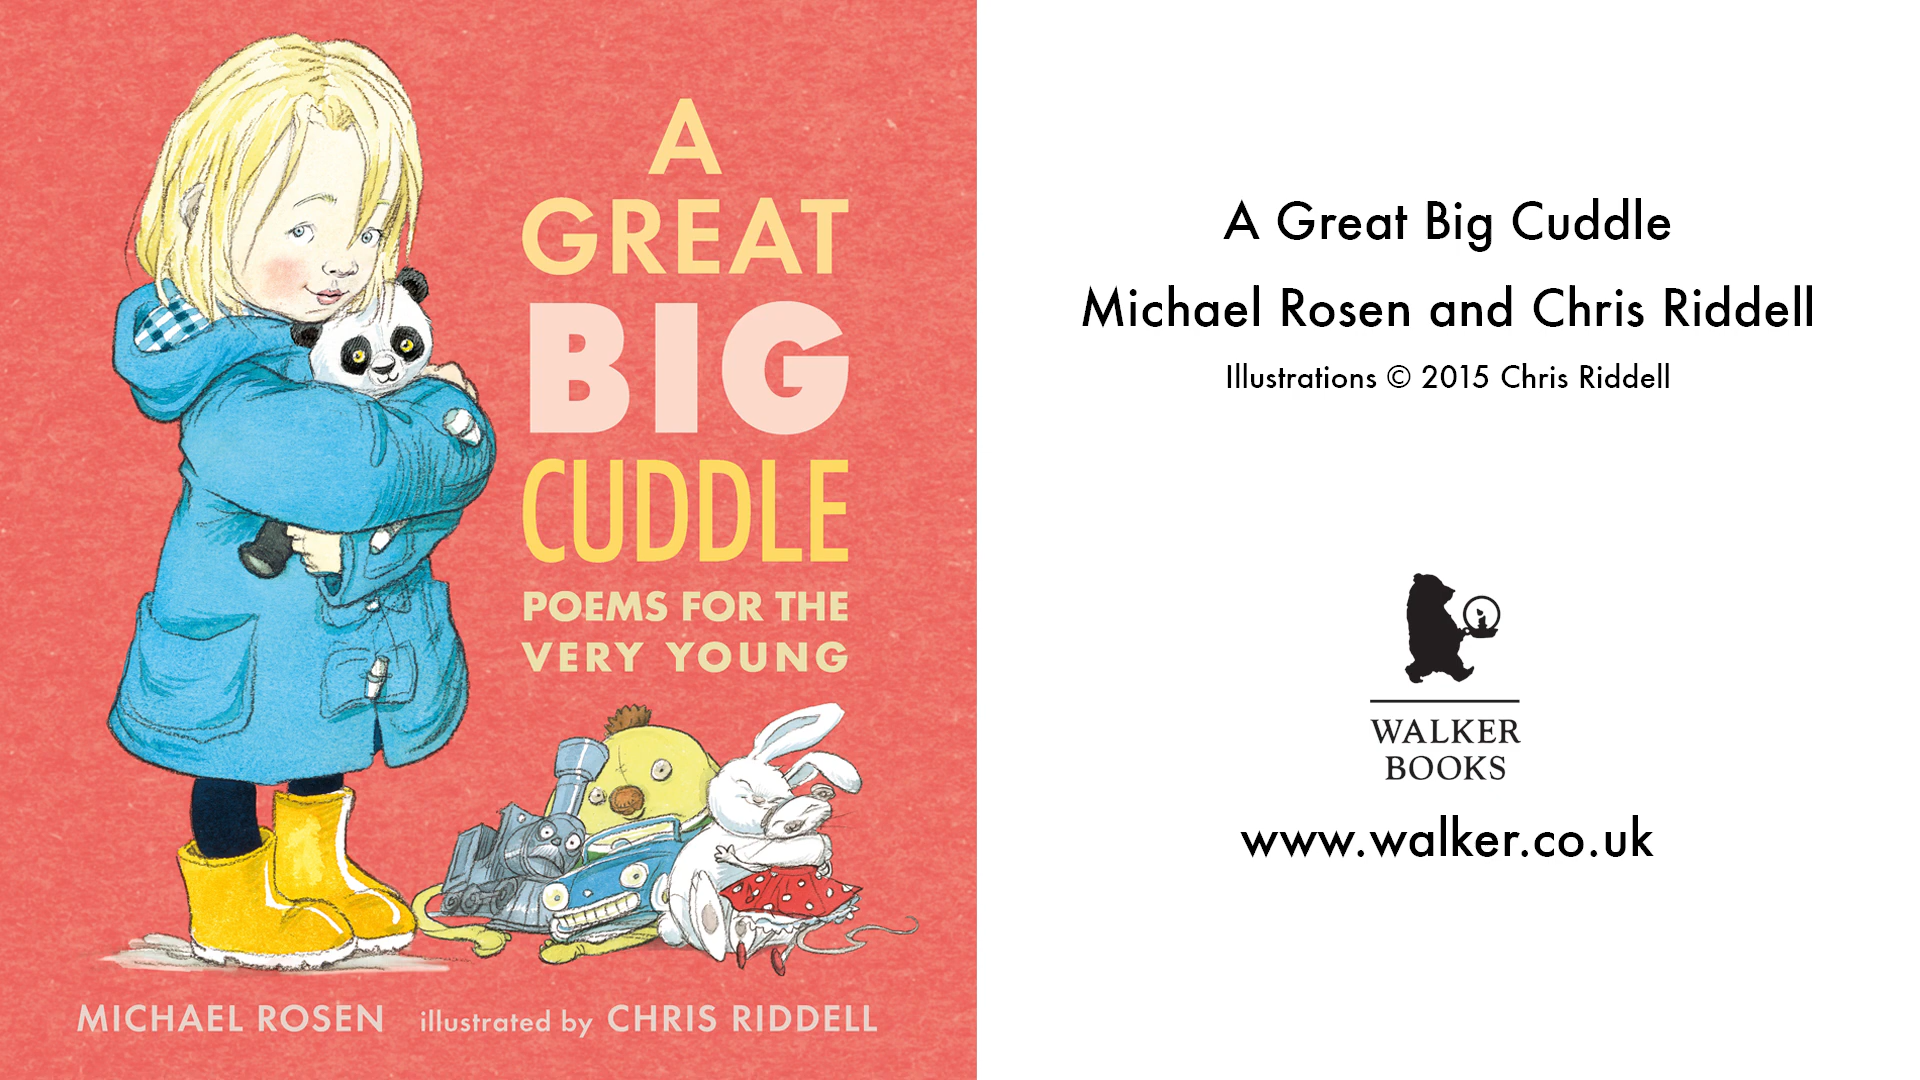 A
GREAT
BIG
CUDDLE
POEMS FOR THE
VERY YOUNG
MICHAEL ROSEN illustrated by CHRIS RIDDELL
A Great Big Cuddle
Michael Rosen and Chris Riddell
Illustrations © 2015 Chris Riddell
WALKER
BOOKS
www.walker.co.uk